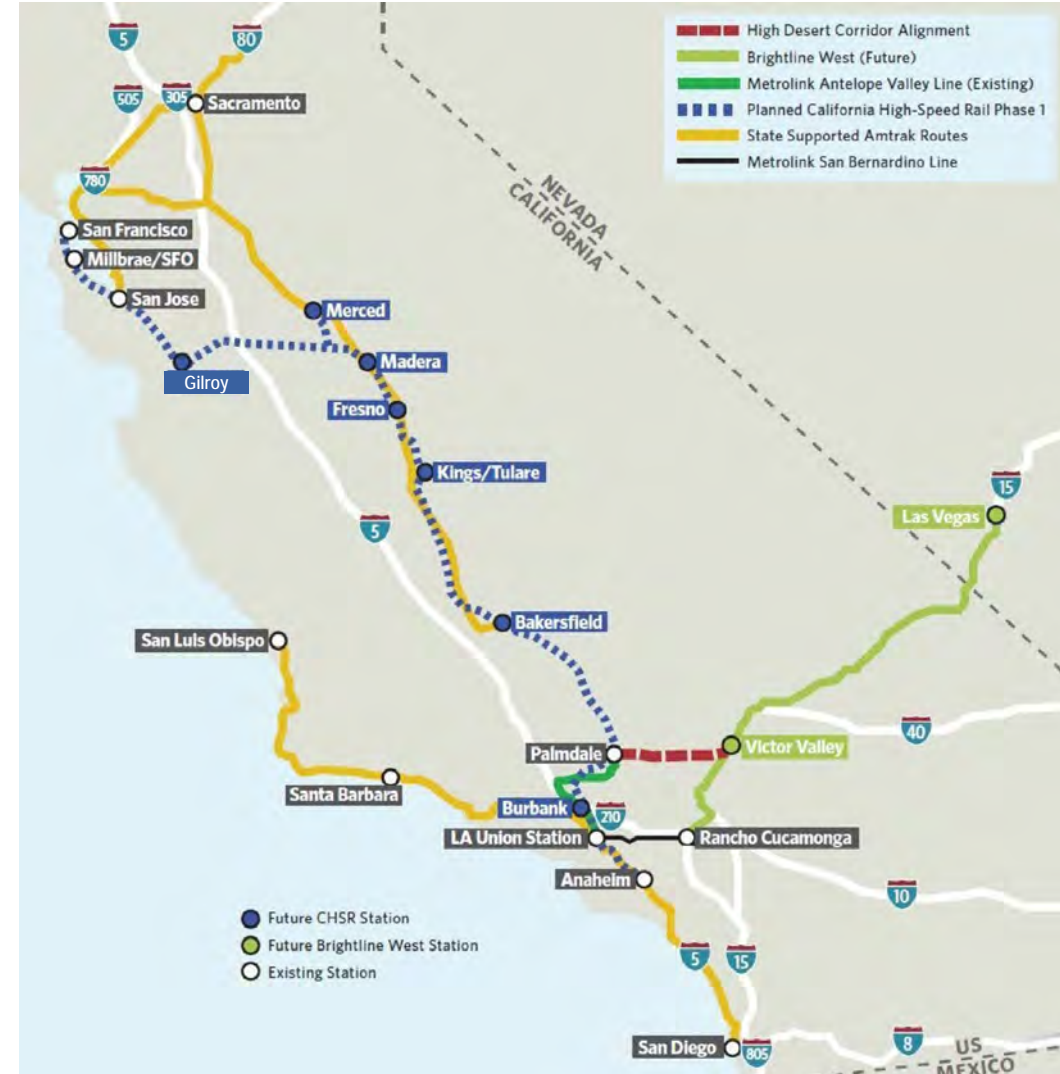 High Desert Corridor Alignment
Brightline West (Future)
Metrolink Antelope Valley Line (Existing)
Planned California High-Speed Rail Phase 1
State Supported Amtrak Routes
Metrolink San Bernardino Line
5
80
505
305
Sacramento
780
NEVADA
CALIFORNIA
San Francisco
Millbrae/SFO
San Jose
Merced
Madera
Gilroy
Fresno
Kings/Tulare
15
Las Vegas
5
Bakersfield
San Luis Obispo
40
Palmdale
Victor Valley
Santa Barbara
Burbank
210
LA Union Station
Rancho Cucamonga
Anaheim
10
Future CHSR Station
Future Brightline West Station
Existing Station
5
15
San Diego
805
8
US
MEXICO